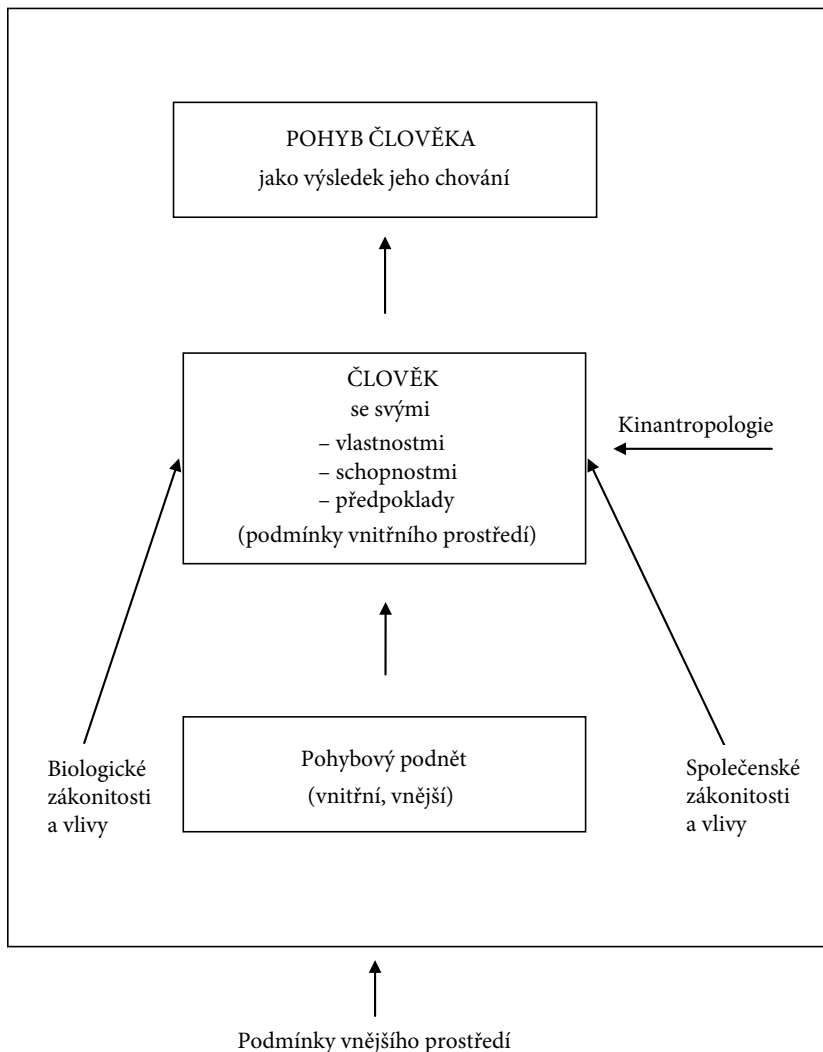 POHYB ČLOVĚKA
jako výsledek jeho chování
ČLOVĚK
se svými
– vlastnostmi
– schopnostmi
– předpoklady
(podmínky vnitřního prostředí)
Kinantropologie
Pohybový podnět
(vnitřní, vnější)
Biologické
zákonitosti
a vlivy
Společenské
zákonitosti
a vlivy
Podmínky vnějšího prostředí